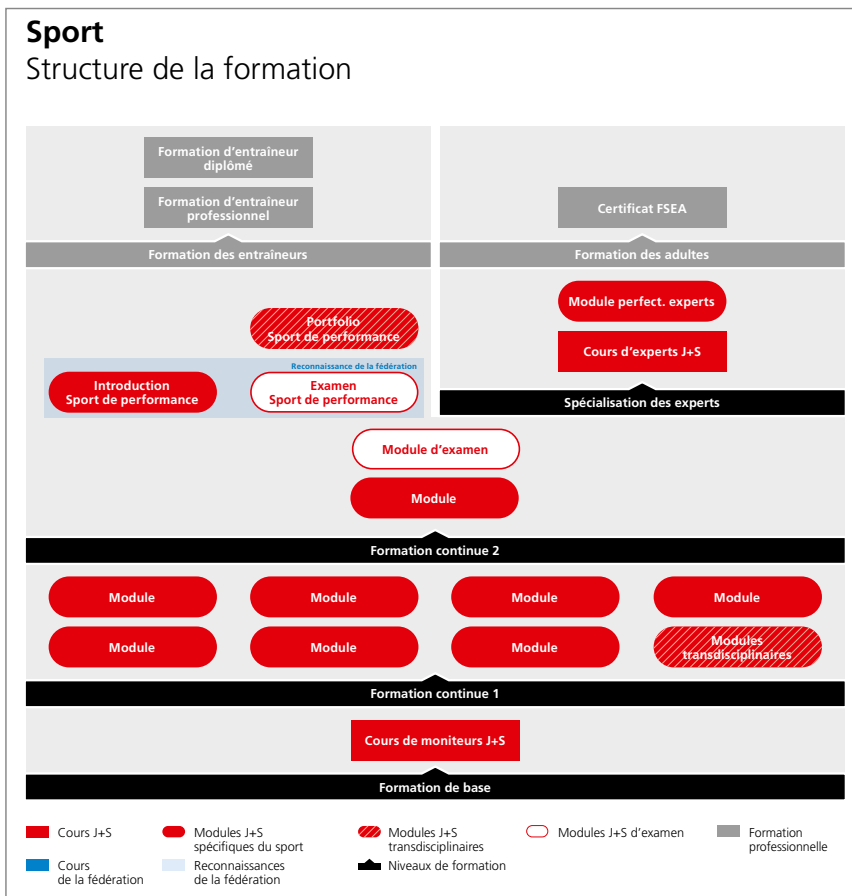 Sport
Structure de la formation
Formation d'entraîneur
diplômé
Formation d'entraîneur
professionnel
Certificat FSEA
Formation des entraîneurs
Formation des adultes
Module perfect. experts
Portfolio
Sport de performance
Cours d'experts J+S
Reconnaissance de la fédération
Introduction
Sport de performance
Examen
Sport de performance
Spécialisation des experts
Module d'examen
Module
Formation continue 2
Module
Module
Module
Module
Module
Module
Module
Modules
transdisciplinaires
Formation continue 1
Cours de moniteurs J+S
Formation de base
Cours J+S
Modules J+S
spécifiques du sport
Modules J+S
transdisciplinaires
Modules J+S d'examen
Formation
professionnelle
Cours
de la fédération
Reconnaissances
de la fédération
Niveaux de formation